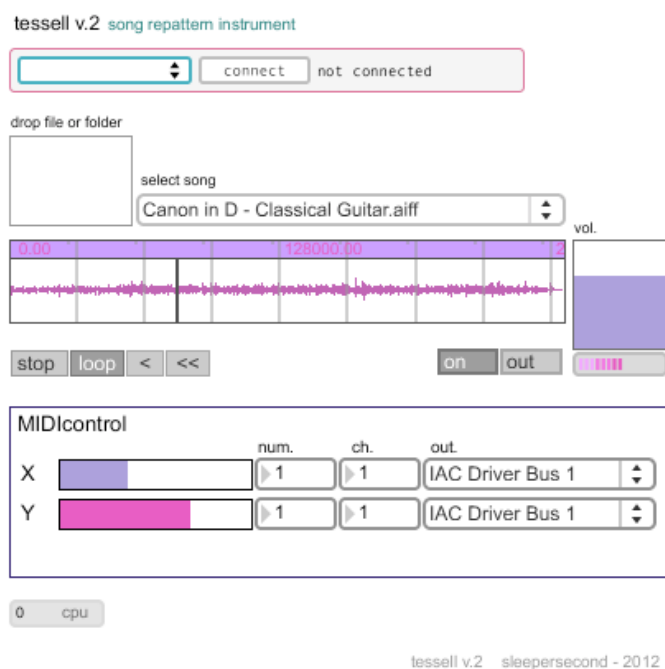 tessell v.2 song repattern instrument
connect not connected
drop file or folder
select song
Canon in D - Classical Guitar.aiff
vol.
0.00 128000.00 2
stop loop < << on out
MIDIcontrol
num. ch. out.
X 1 1 IAC Driver Bus 1
Y 1 1 IAC Driver Bus 1
0 cpu
tessell v.2 sleepersecond - 2012